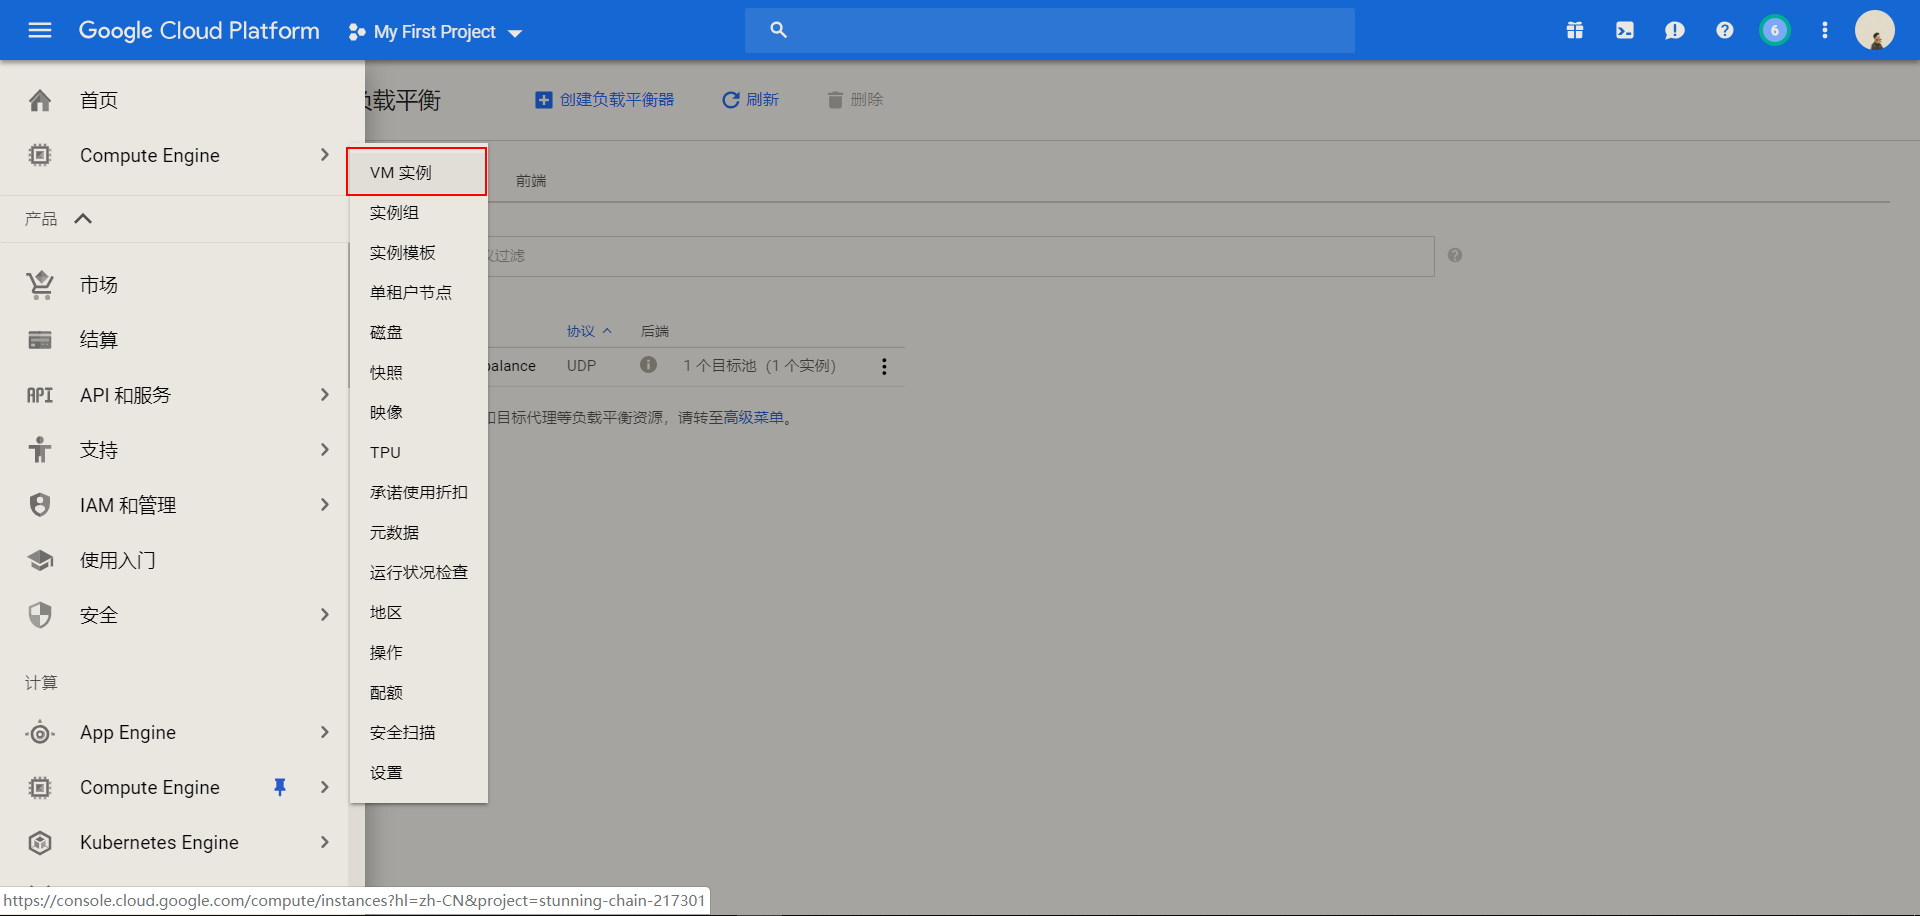 Google Cloud Platform
My First Project
6
首页
Compute Engine
产品
市场
结算
API 和服务
支持
IAM 和管理
使用入门
安全
计算
App Engine
Compute Engine
Kubernetes Engine
VM 实例
实例组
实例模板
单租户节点
磁盘
快照
映像
TPU
承诺使用折扣
元数据
运行状况检查
地区
操作
配额
安全扫描
设置
负载平衡
创建负载平衡器
刷新
删除
前端
议过滤
协议
后端
balance
UDP
1 个目标池（1 个实例）
和目标代理等负载平衡资源，请转至高级菜单。
https://console.cloud.google.com/compute/instances?hl=zh-CN&project=stunning-chain-217301